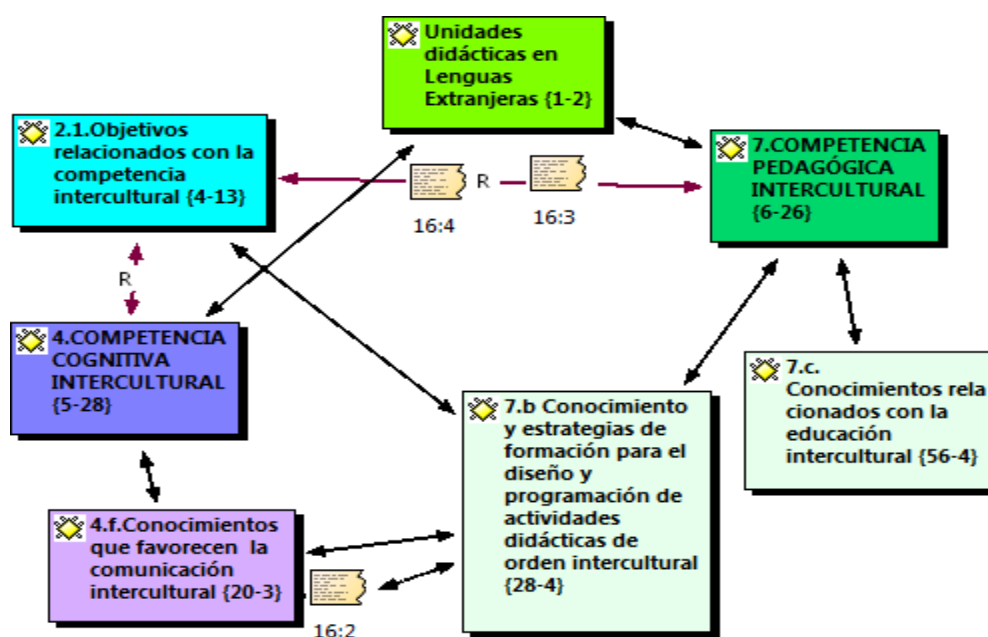 Unidades
didácticas en
Lenguas
Extranjeras {1-2}
2.1.Objetivos
relacionados con la
competencia
intercultural {4-13}
7.COMPETENCIA
PEDAGÓGICA
INTERCULTURAL
{6-26}
R
16:4
16:3
R
4.COMPETENCIA
COGNITIVA
INTERCULTURAL
{5-28}
7.c.
Conocimientos rela
cionados con la
educación
intercultural {56-4}
7.b Conocimiento
y estrategias de
formación para el
diseño y
programación de
actividades
didácticas de
orden intercultural
{28-4}
4.f.Conocimientos
que favorecen la
comunicación
intercultural {20-3}
16:2